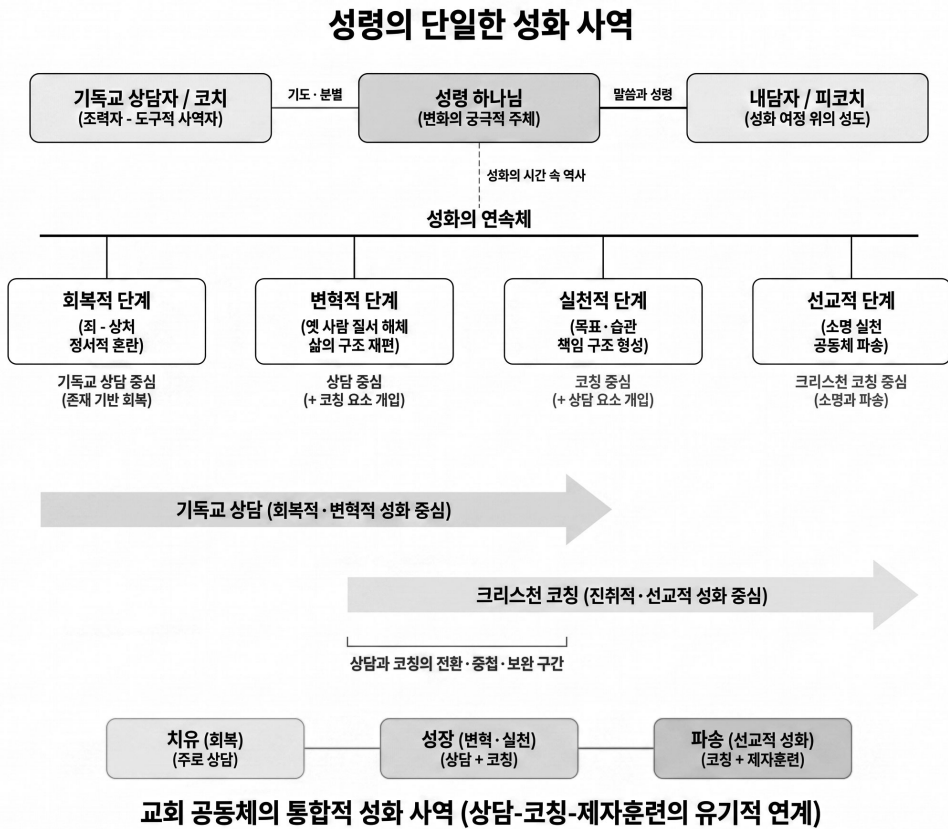 성령의 단일한 성화 사역
기독교 상담자 / 코치
(조력자 - 도구적 사역자)
기도 · 분별
성령 하나님
(변화의 궁극적 주체)
말씀과 성령
내담자 / 피코치
(성화 여정 위의 성도)
성화의 시간 속 역사
성화의 연속체
회복적 단계
(죄 - 상처
정서적 혼란)
기독교 상담 중심
(존재 기반 회복)
변혁적 단계
(옛 사람 질서 해체
삶의 구조 재편)
상담 중심
(+ 코칭 요소 개입)
실천적 단계
(목표 · 습관
책임 구조 형성)
코칭 중심
(+ 상담 요소 개입)
선교적 단계
(소명 실천
공동체 파송)
크리스천 코칭 중심
(소명과 파송)
기독교 상담 (회복적 · 변혁적 성화 중심)
크리스천 코칭 (진취적 · 선교적 성화 중심)
상담과 코칭의 전환 · 중첩 · 보완 구간
치유 (회복)
(주로 상담)
성장 (변혁 · 실천)
(상담 + 코칭)
파송 (선교적 성화)
(코칭 + 제자훈련)
교회 공동체의 통합적 성화 사역 (상담-코칭-제자훈련의 유기적 연계)